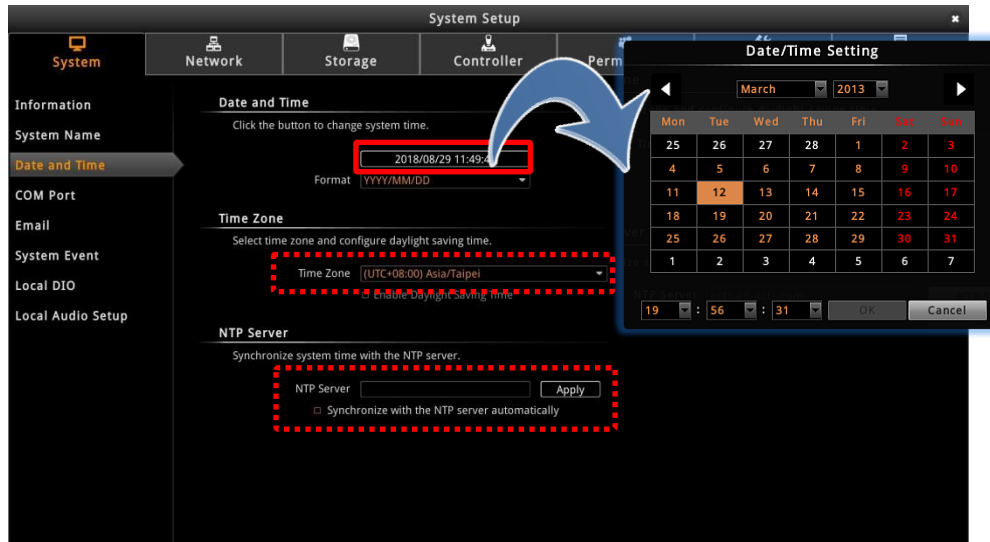 System Setup
System Network Storage Controller Perm
Information
System Name
Date and Time
COM Port
Email
System Event
Local DIO
Local Audio Setup
Date and Time
Click the button to change system time.
2018/08/29 11:49:4
Format YYYY/MM/DD
Time Zone
Select time zone and configure daylight saving time.
Time Zone (UTC+08:00) Asia/Taipei
Enable Daylight Saving Time
NTP Server
Synchronize system time with the NTP server.
NTP Server Apply
Synchronize with the NTP server automatically
Date/Time Setting
March 2013
Mon Tue Wed Thu Fri Sat Sun
25 26 27 28 1 2 3
4 5 6 7 8 9 10
11 12 13 14 15 16 17
18 19 20 21 22 23 24
25 26 27 28 29 30 31
1 2 3 4 5 6 7
19 : 56 : 31 OK Cancel